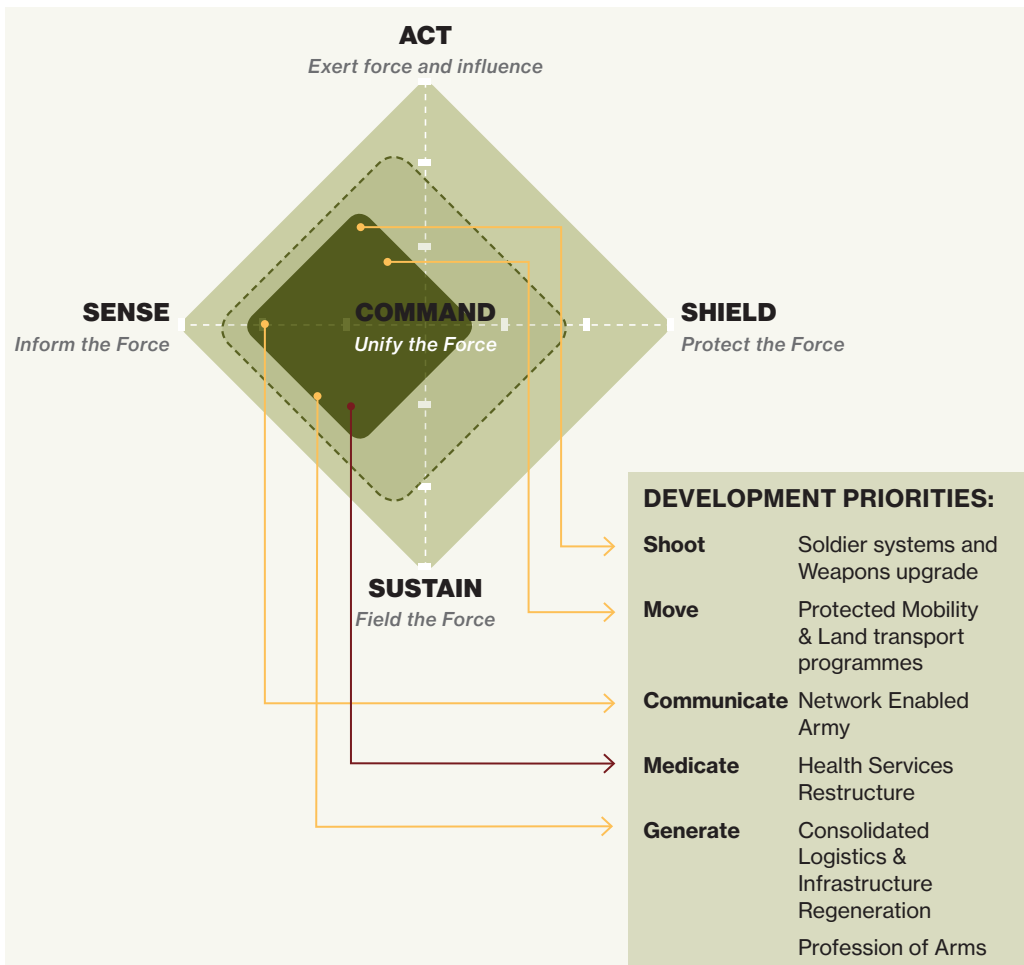 ACT
Exert force and influence
SENSE
Inform the Force
COMMAND
Unify the Force
SHIELD
Protect the Force
SUSTAIN
Field the Force
DEVELOPMENT PRIORITIES:
Shoot Soldier systems and
Weapons upgrade
Move Protected Mobility
& Land transport
programmes
Communicate Network Enabled
Army
Medicate Health Services
Restructure
Generate Consolidated
Logistics &
Infrastructure
Regeneration
Profession of Arms